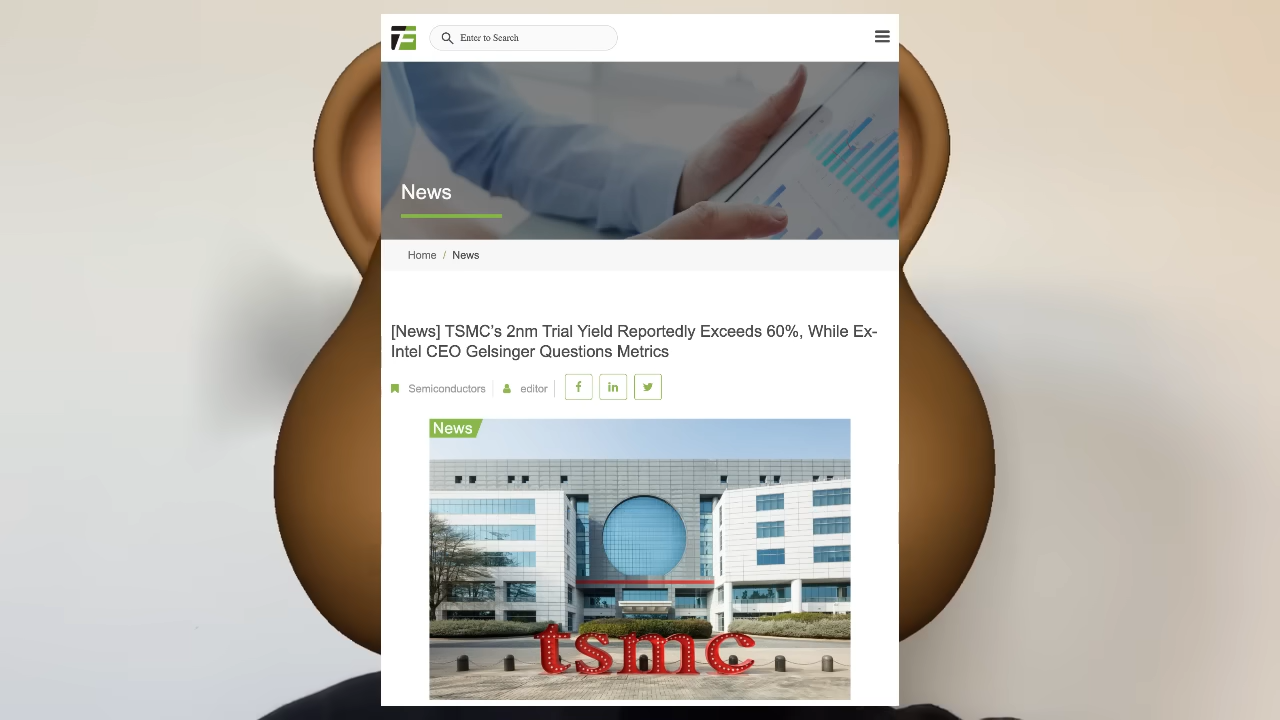 Enter to Search
News
Home / News
[News] TSMC's 2nm Trial Yield Reportedly Exceeds 60%, While Ex-
Intel CEO Gelsinger Questions Metrics
Semiconductors editor
News
tsmc